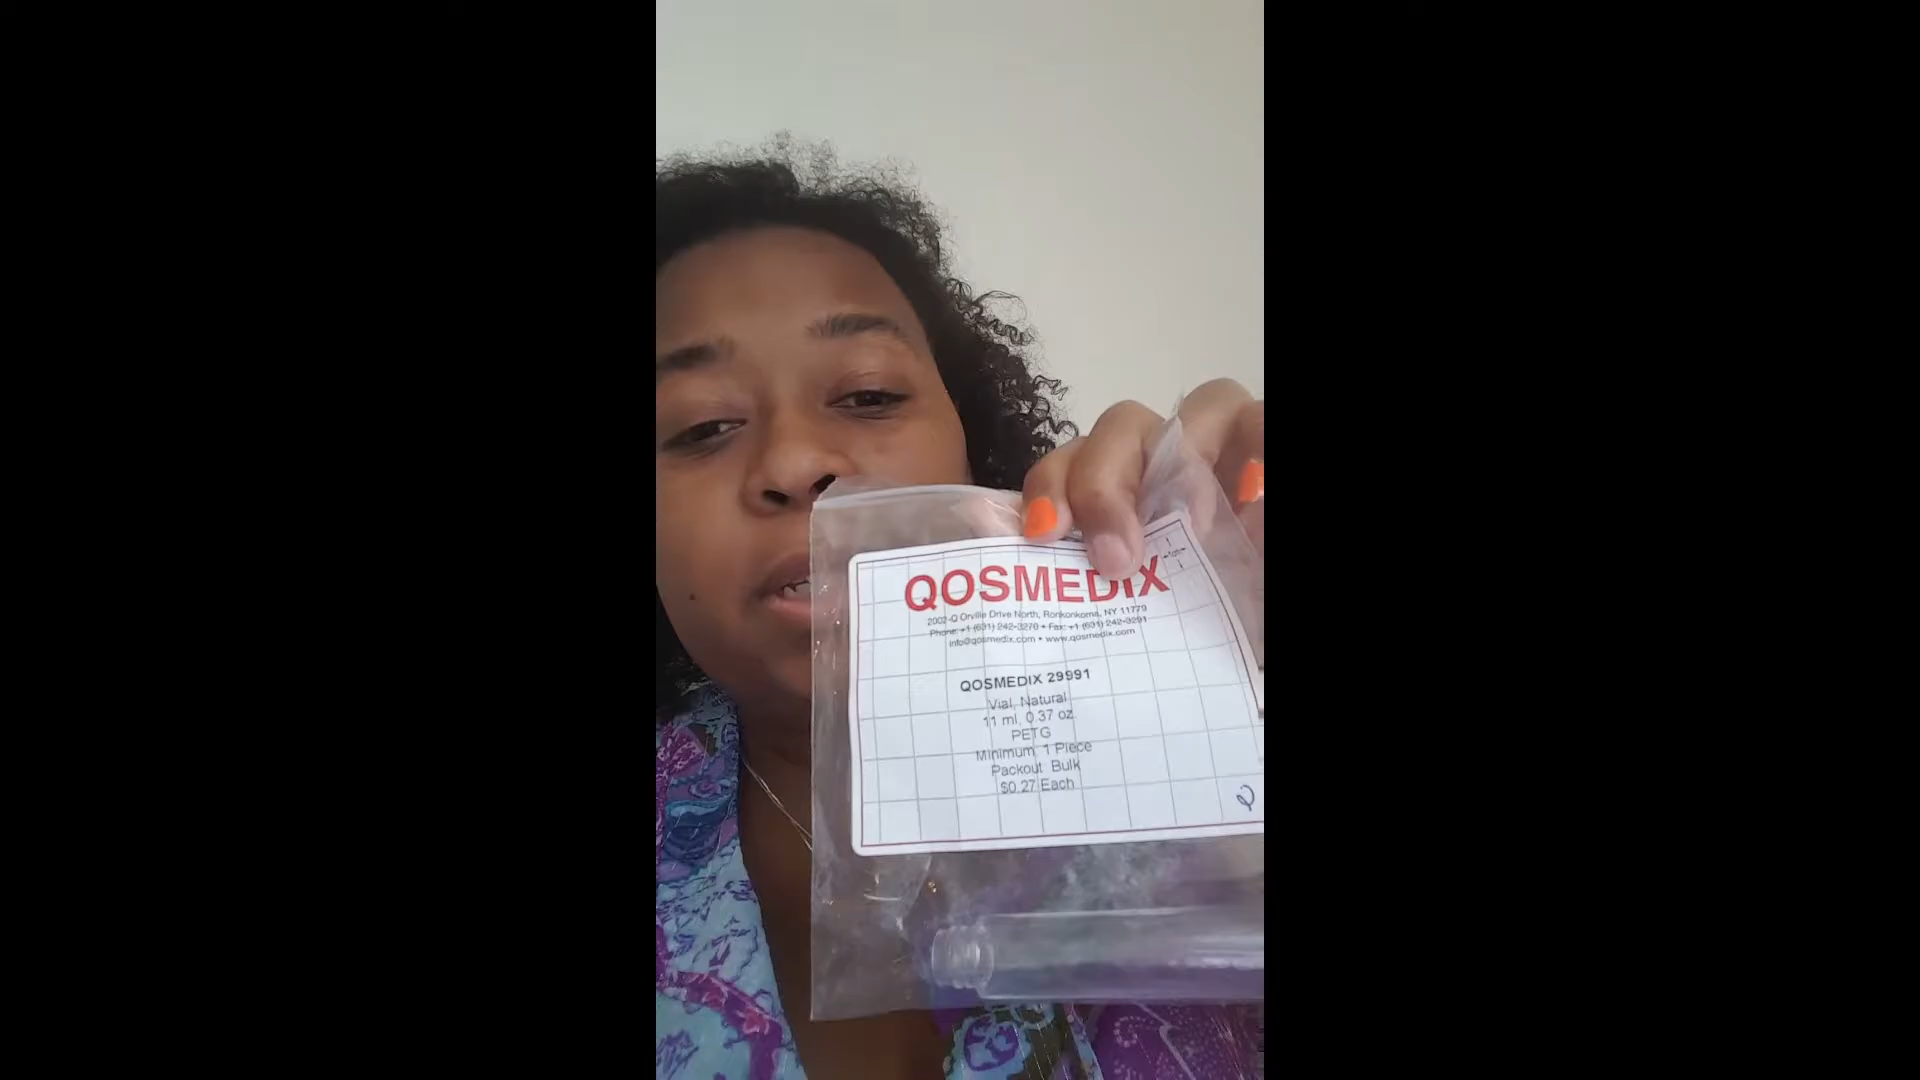 QOSMEDIX
2002-Q Orville Drive North, Ronkonkoma, NY 11779
Phone: +1 (631) 242-3270 • Fax: +1 (631) 242-3291
info@qosmedix.com • www.qosmedix.com
QOSMEDIX 29991
Vial, Natural
11 ml, 0.37 oz.
PETG
Minimum 1 Piece
Packout Bulk
$0.27 Each